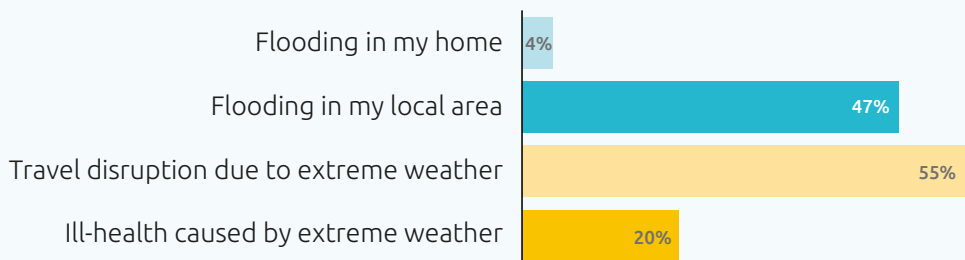 Flooding in my home 4%
Flooding in my local area 47%
Travel disruption due to extreme weather 55%
Ill-health caused by extreme weather 20%